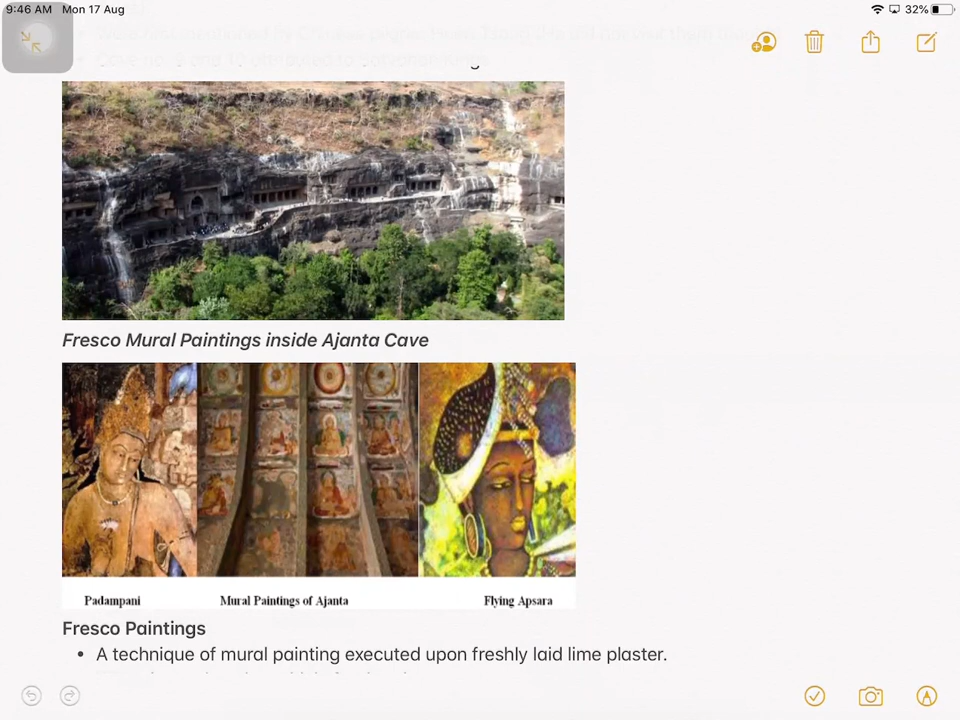 9:46 AM Mon 17 Aug
32%
Fresco Mural Paintings inside Ajanta Cave
Padampani
Mural Paintings of Ajanta
Flying Apsara
Fresco Paintings
• A technique of mural painting executed upon freshly laid lime plaster.